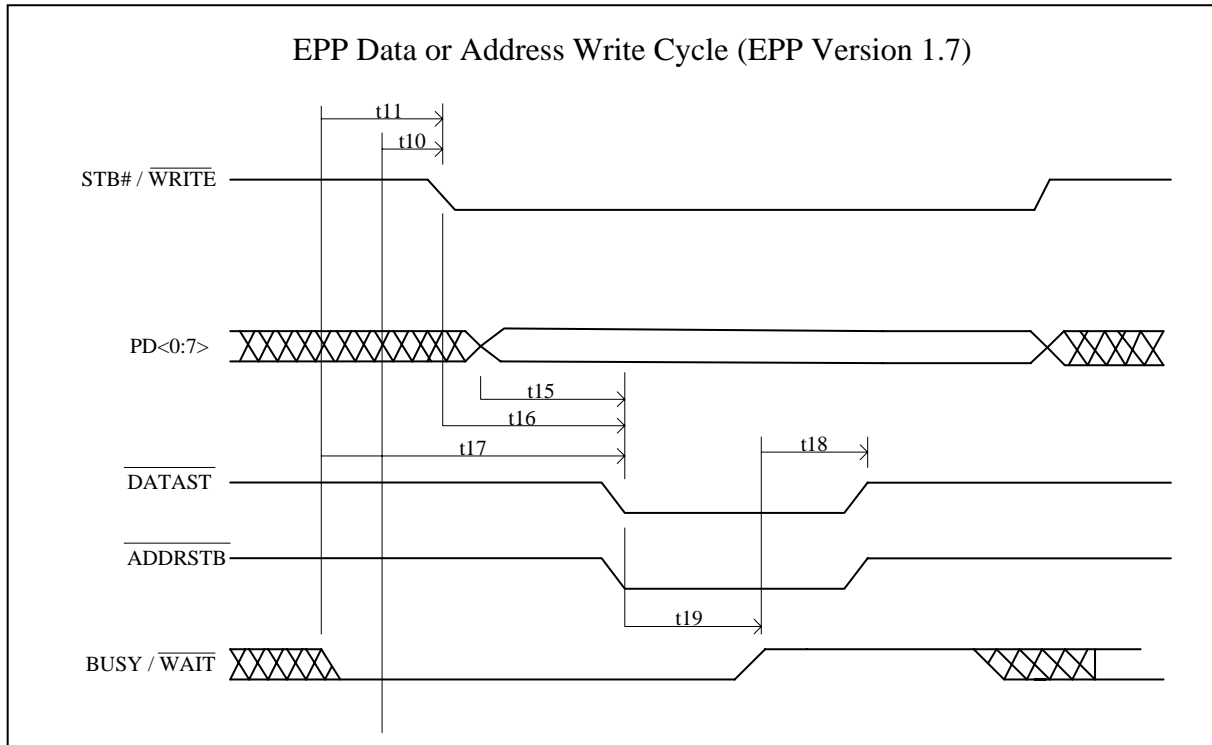 EPP Data or Address Write Cycle (EPP Version 1.7)
t11
t10
STB# / WRITE
PD<0:7>
t15
t16
t17
t18
DATAST
ADDRSTB
t19
BUSY / WAIT